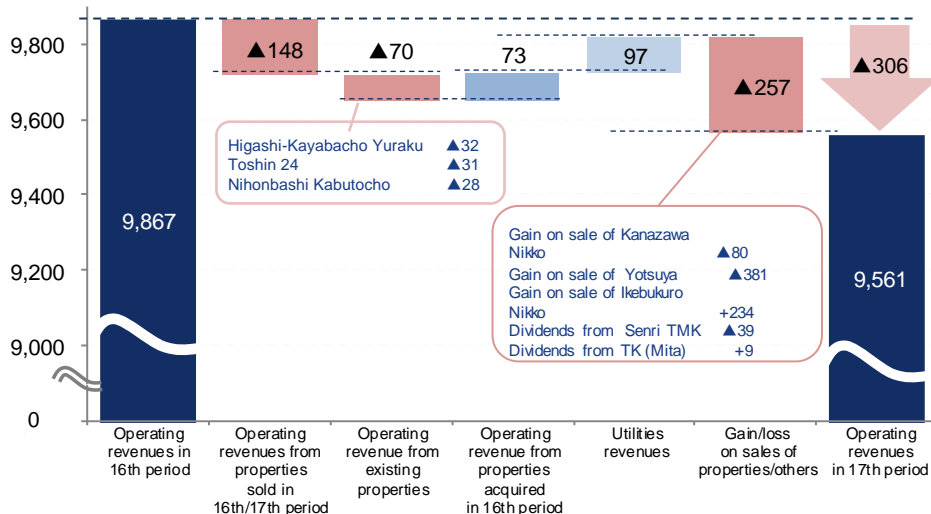 9,800
9,600
9,400
9,200
9,000
0
9,867
▲148
▲70
73
97
▲257
▲306
9,561
Higashi-Kayabacho Yuraku ▲32
Toshin 24 ▲31
Nihonbashi Kabutocho ▲28
Gain on sale of Kanazawa
Nikko ▲80
Gain on sale of Yotsuya ▲381
Gain on sale of Ikebukuro
Nikko +234
Dividends from Senri TMK ▲39
Dividends from TK (Mita) +9
Operating
revenues in
16th period
Operating
revenues from
properties
sold in
16th/17th period
Operating
revenue from
existing
properties
Operating
revenue from
properties
acquired
in 16th period
Utilities
revenues
Gain/loss
on sales of
properties/others
Operating
revenues
in 17th period